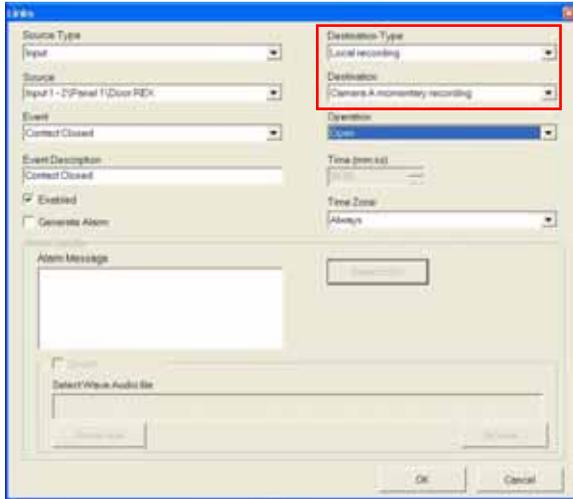 Links
Source Type
Input
Source
Input 1 - 2\Panel 1\Door REX
Event
Contact Closed
Event Description
Contact Closed
Enabled
Generate Alarm
Destination Type
Local recording
Destination
Camera A momentary recording
Operation
Open
Time (mm:ss)
Time Zone
Always
Alarm Message
Select Wave Audio file
OK
Cancel